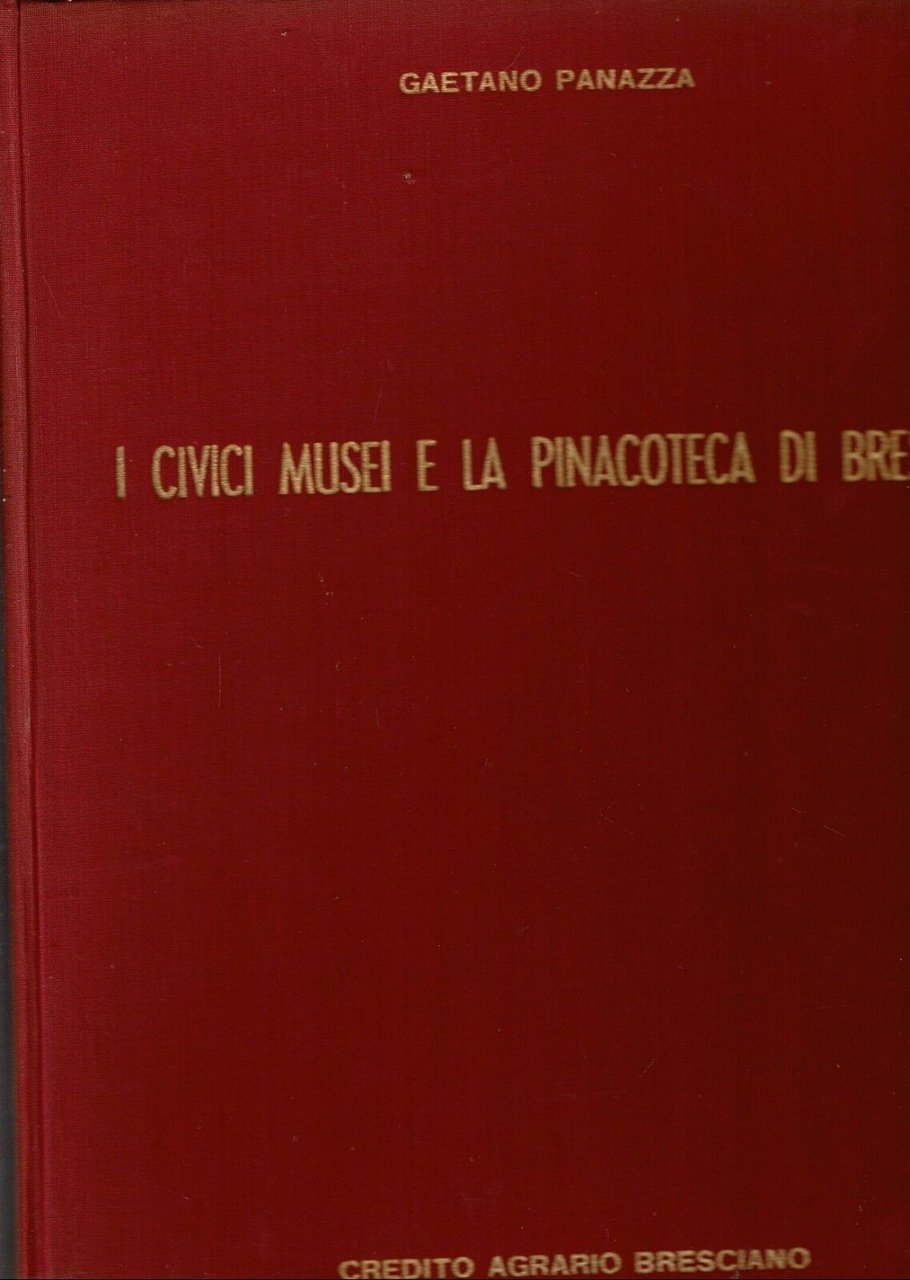 GAETANO PANAZZA
I CIVICI MUSEI E LA PINACOTECA DI BRE
CREDITO AGRARIO BRESCIANO